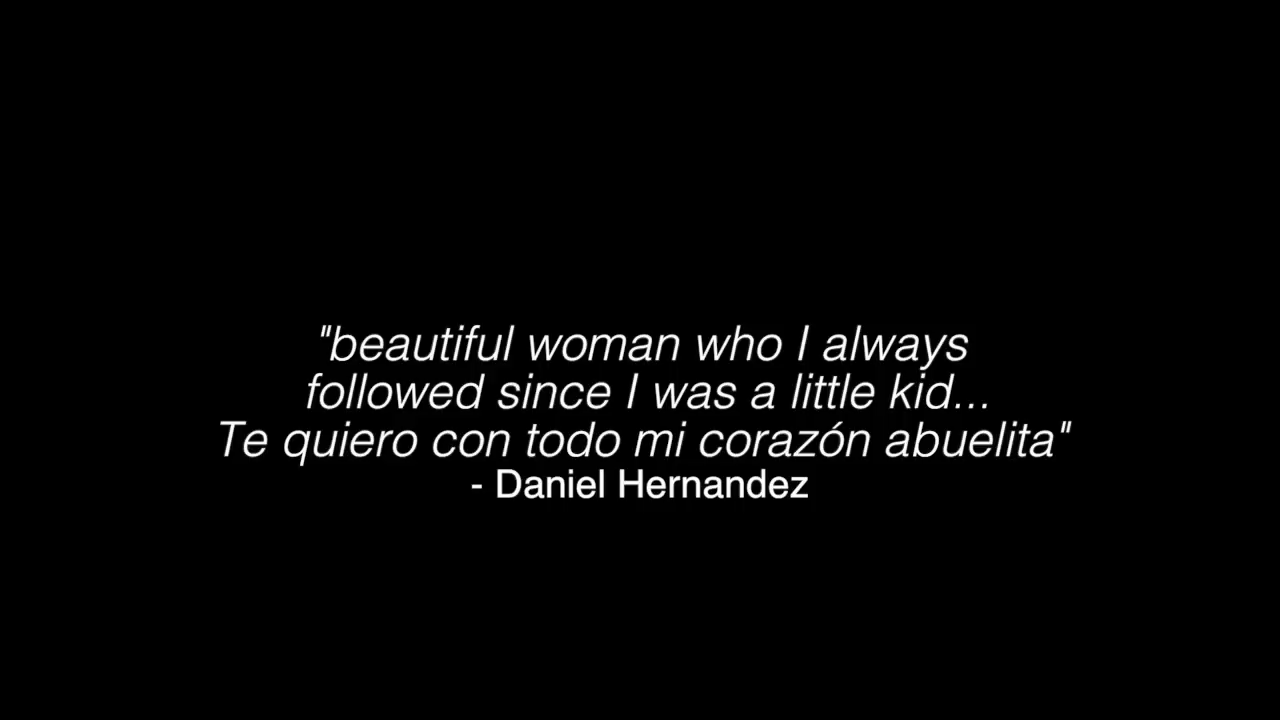 "beautiful woman who I always
followed since I was a little kid...
Te quiero con todo mi corazón abuelita"
- Daniel Hernandez